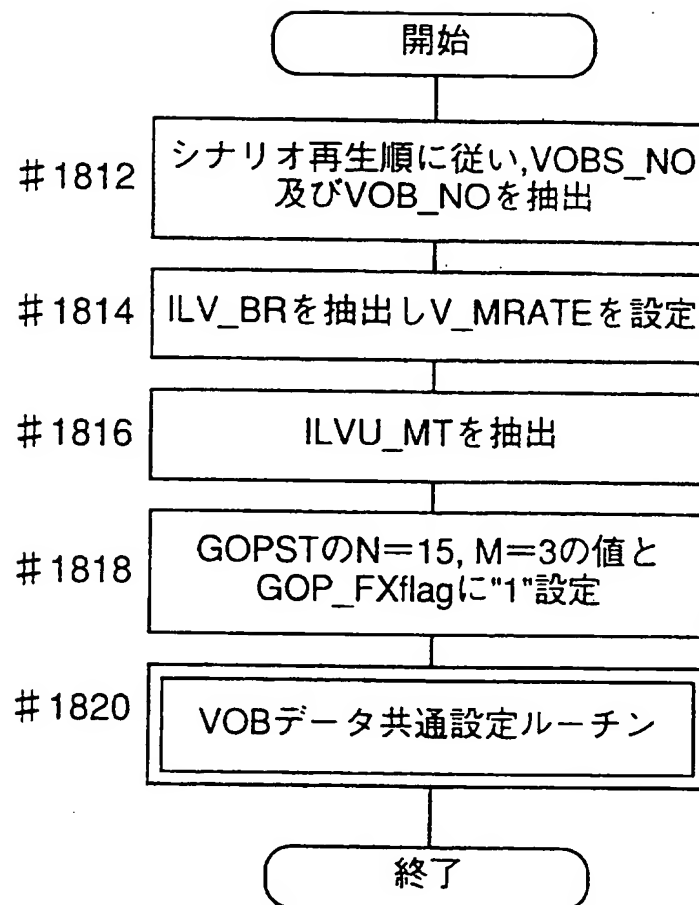 開始
#1812
シナリオ再生順に従い,VOBS_NO
及びVOB_NOを抽出
#1814
ILV_BRを抽出しV_MRATEを設定
#1816
ILVU_MTを抽出
#1818
GOPSTのN=15, M=3の値と
GOP_FXflagに"1"設定
#1820
VOBデータ共通設定ルーチン
終了